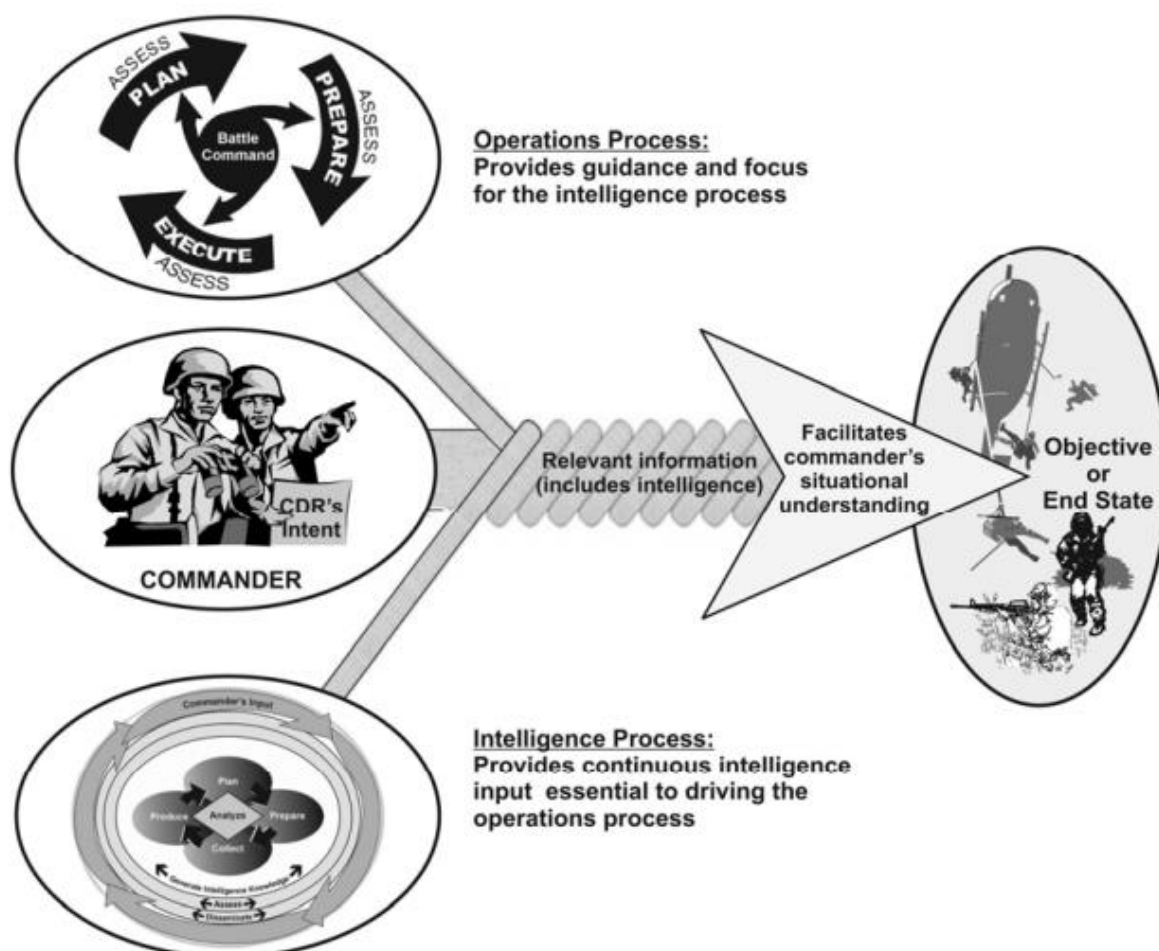 ASSESS
PLAN
PREPARE
ASSESS
Battle
Command
EXECUTE
ASSESS
Operations Process:
Provides guidance and focus
for the intelligence process
CDR's
Intent
COMMANDER
Relevant information
(includes intelligence)
Facilitates
commander's
situational
understanding
Objective
or
End State
Intelligence Process:
Provides continuous intelligence
input essential to driving the
operations process
Commander's Input
Plan
Produce
Analyze
Prepare
Collect
Generate Intelligence Knowledge
Assess
Disseminate